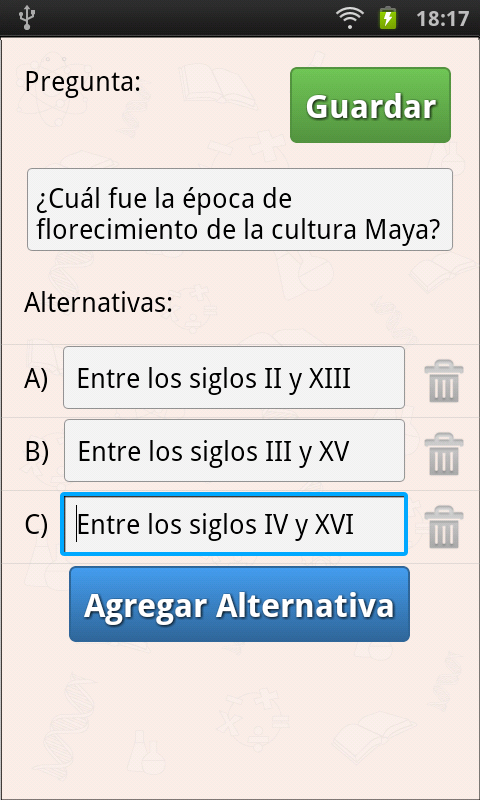 18:17
Pregunta:
Guardar
¿Cuál fue la época de
florecimiento de la cultura Maya?
Alternativas:
A) Entre los siglos II y XIII
B) Entre los siglos III y XV
C) Entre los siglos IV y XVI
Agregar Alternativa